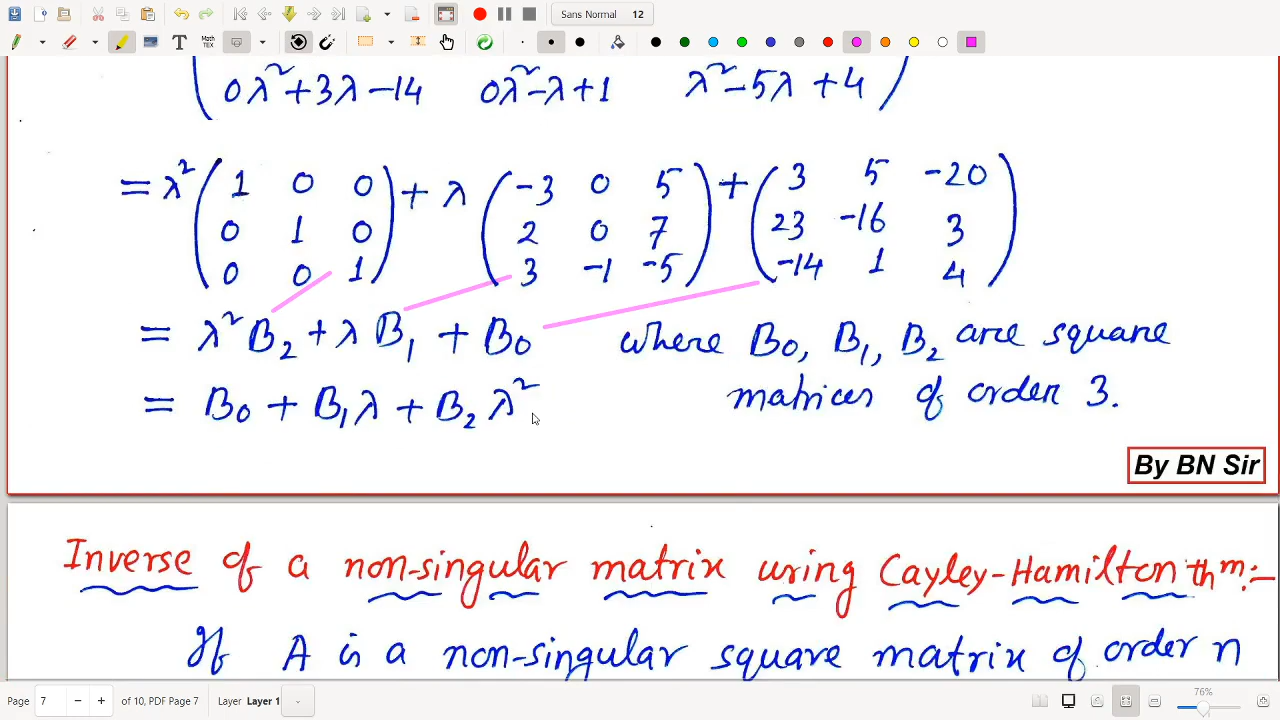 Sans Normal 12
Math TEX
0λ²+3λ-14 0λ²-λ+1 λ²-5λ+4
= λ² ( 1 0 0 ) + λ ( -3 0 5 ) + ( 3 5 -20 )
0 1 0 2 0 7 23 -16 3
0 0 1 3 -1 -5 -14 1 4
= λ²B₂ + λB₁ + B₀ where B₀, B₁, B₂ are square
= B₀ + B₁λ + B₂λ² matrices of order 3.
By BN Sir
Inverse of a non-singular matrix using Cayley-Hamilton thm:-
If A is a non-singular square matrix of order n
Page 7 of 10, PDF Page 7 Layer Layer 1 76%